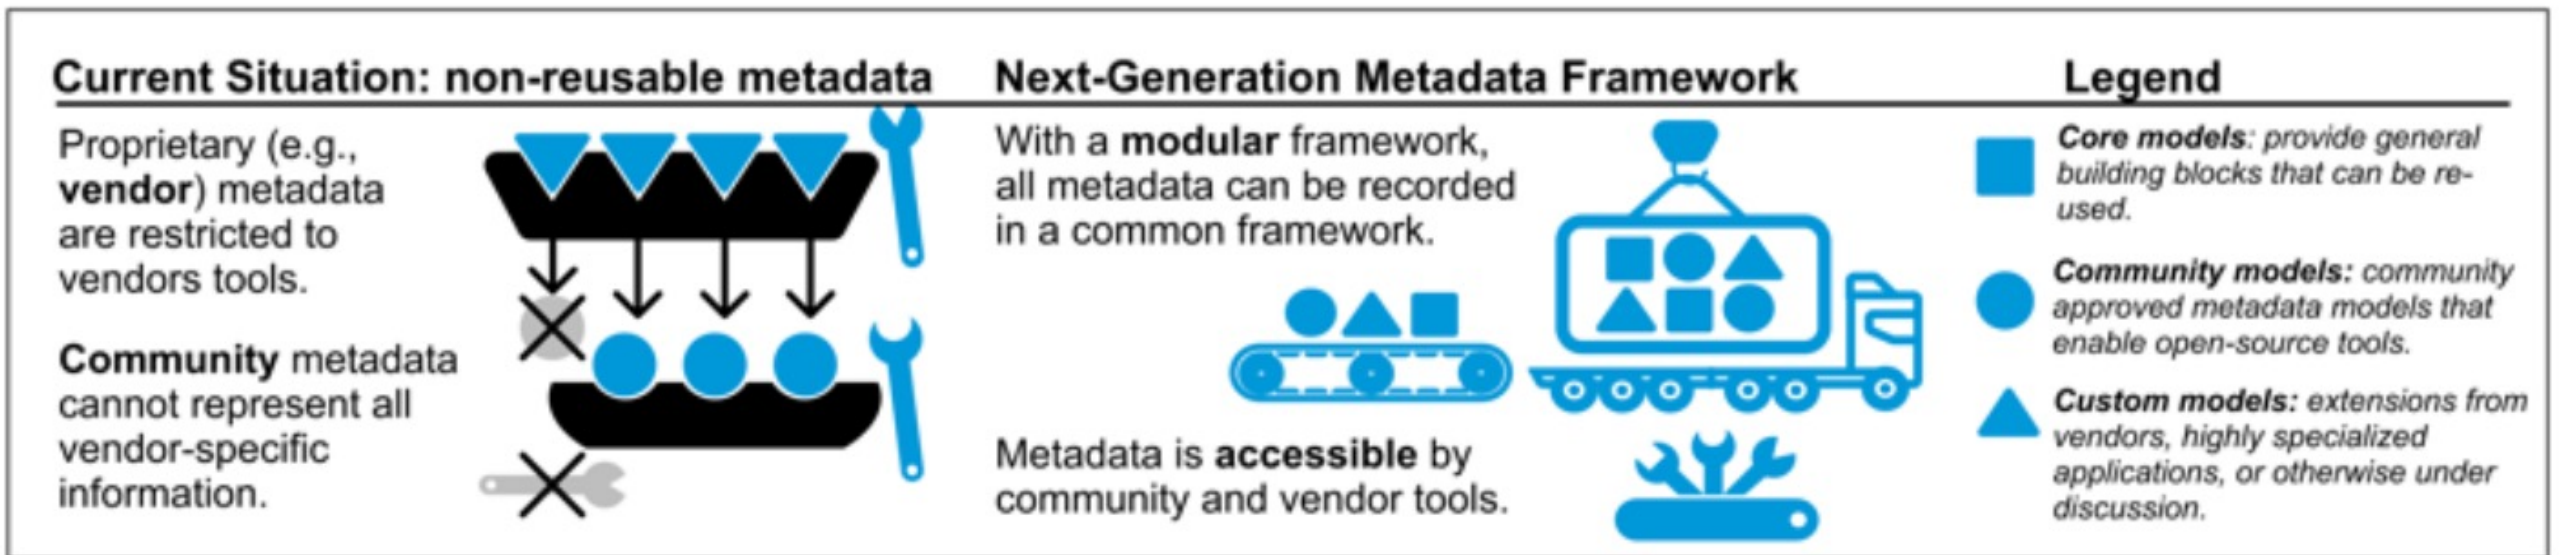 Current Situation: non-reusable metadata
Proprietary (e.g.,
vendor) metadata
are restricted to
vendors tools.
Community metadata
cannot represent all
vendor-specific
information.
Next-Generation Metadata Framework
With a modular framework,
all metadata can be recorded
in a common framework.
Metadata is accessible by
community and vendor tools.
Legend
Core models: provide general
building blocks that can be re-
used.
Community models: community
approved metadata models that
enable open-source tools.
Custom models: extensions from
vendors, highly specialized
applications, or otherwise under
discussion.